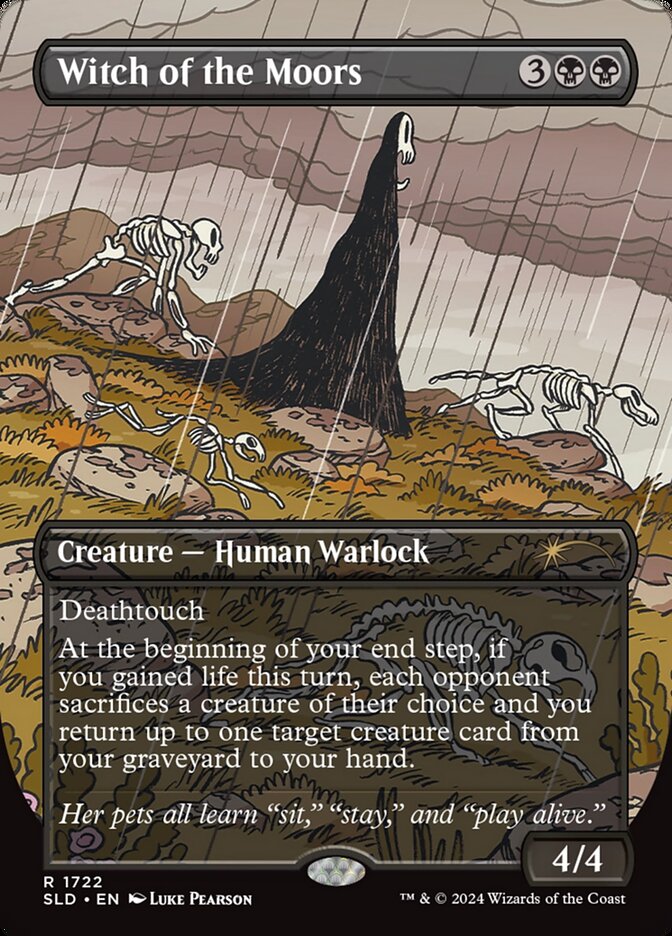 Witch of the Moors 3
Creature — Human Warlock
Deathtouch
At the beginning of your end step, if
you gained life this turn, each opponent
sacrifices a creature of their choice and you
return up to one target creature card from
your graveyard to your hand.
Her pets all learn “sit,” “stay,” and “play alive.”
4/4
R 1722
SLD • EN Luke Pearson
™ & © 2024 Wizards of the Coast